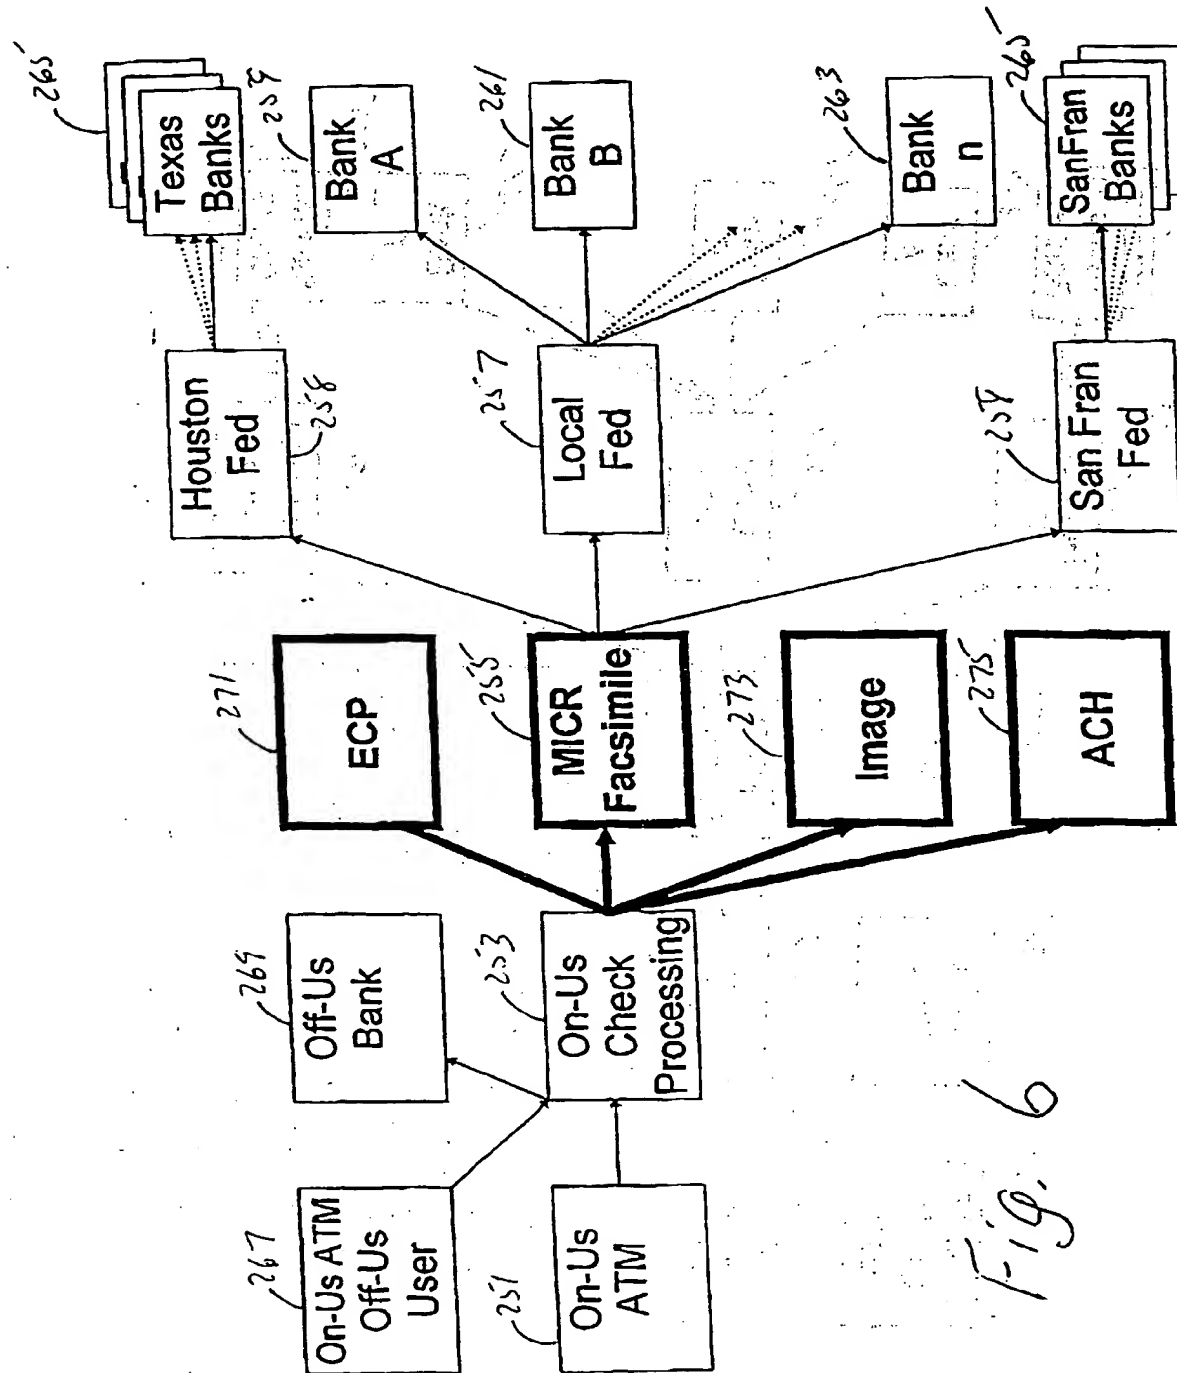 267
On-Us ATM
Off-Us
User
251
On-Us
ATM
269
Off-Us
Bank
253
On-Us
Check
Processing
271
ECP
255
MICR
Facsimile
273
Image
275
ACH
Houston
Fed
258
Local
Fed
257
San Fran
Fed
258
Texas
Banks
265
Bank
A
259
Bank
B
261
Bank
n
263
SanFran
Banks
265
Fig. 6